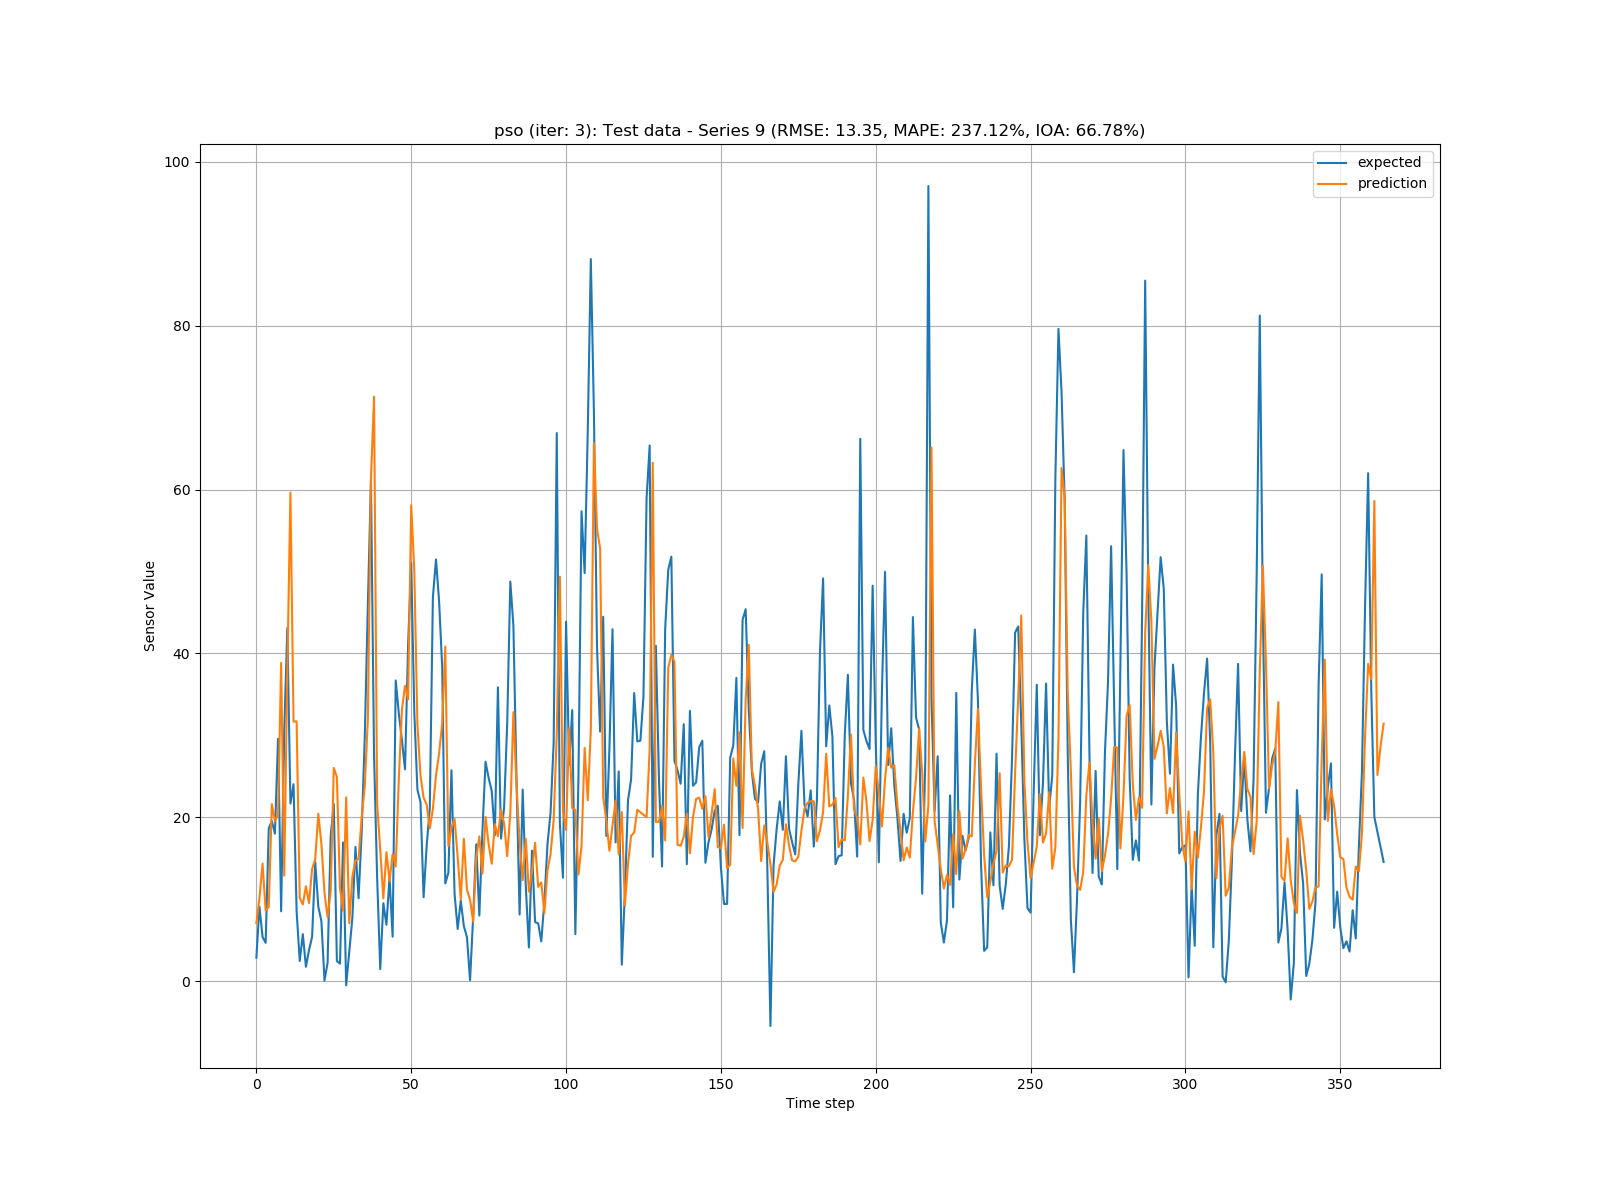 pso (iter: 3): Test data - Series 9 (RMSE: 13.35, MAPE: 237.12%, IOA: 66.78%)
expected
prediction
100
80
60
40
20
0
Sensor Value
0 50 100 150 200 250 300 350
Time step